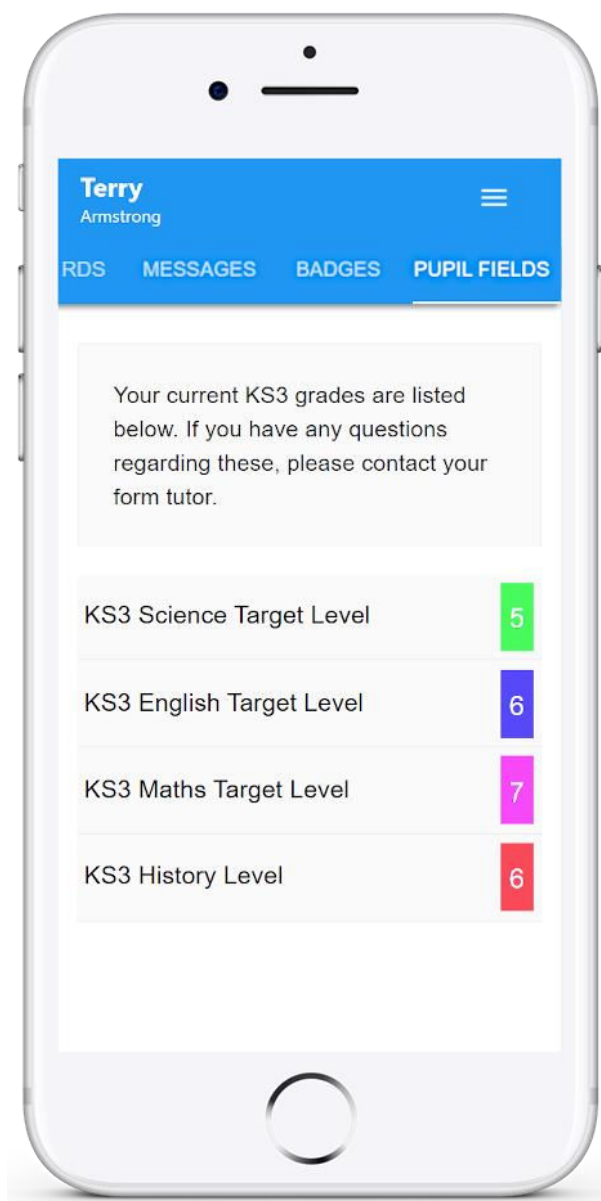 Terry
Armstrong
RDS MESSAGES BADGES PUPIL FIELDS
Your current KS3 grades are listed
below. If you have any questions
regarding these, please contact your
form tutor.
KS3 Science Target Level 5
KS3 English Target Level 6
KS3 Maths Target Level 7
KS3 History Level 6